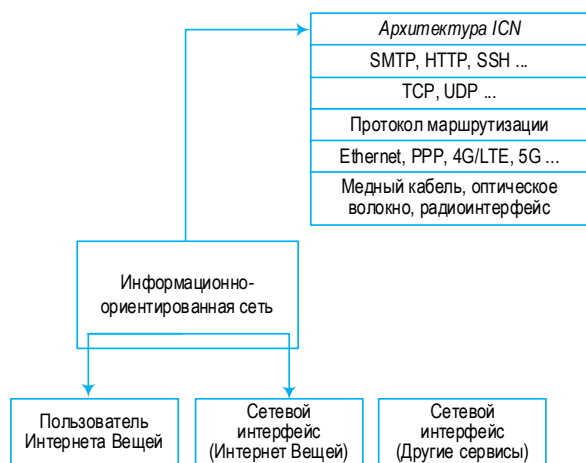 Архитектура ICN
SMTP, HTTP, SSH ...
TCP, UDP ...
Протокол маршрутизации
Ethernet, PPP, 4G/LTE, 5G ...
Медный кабель, оптическое
волокно, радиоинтерфейс
Информационно-
ориентированная сеть
Пользователь
Интернета Вещей
Сетевой
интерфейс
(Интернет Вещей)
Сетевой
интерфейс
(Другие сервисы)